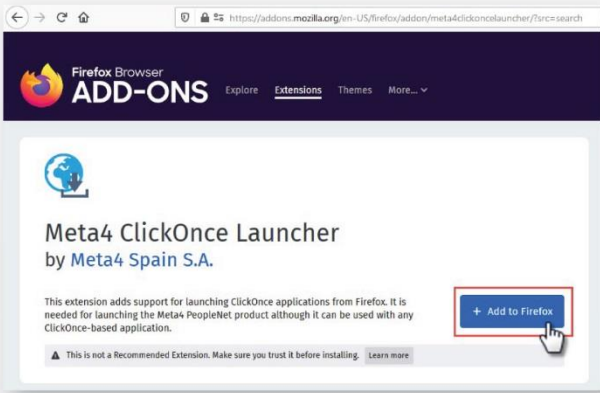 https://addons.mozilla.org/en-US/firefox/addon/meta4clickoncelauncher/?src=search
Firefox Browser
ADD-ONS
Explore Extensions Themes More...
Meta4 ClickOnce Launcher
by Meta4 Spain S.A.
This extension adds support for launching ClickOnce applications from Firefox. It is
needed for launching the Meta4 PeopleNet product although it can be used with any
ClickOnce-based application.
+ Add to Firefox
This is not a Recommended Extension. Make sure you trust it before installing. Learn more